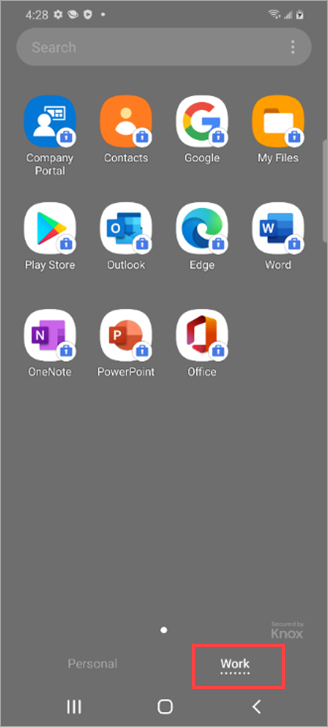 4:28
Search
Company
Portal
Contacts
Google
My Files
Play Store
Outlook
Edge
Word
OneNote
PowerPoint
Office
Secured by
Knox
Personal
Work